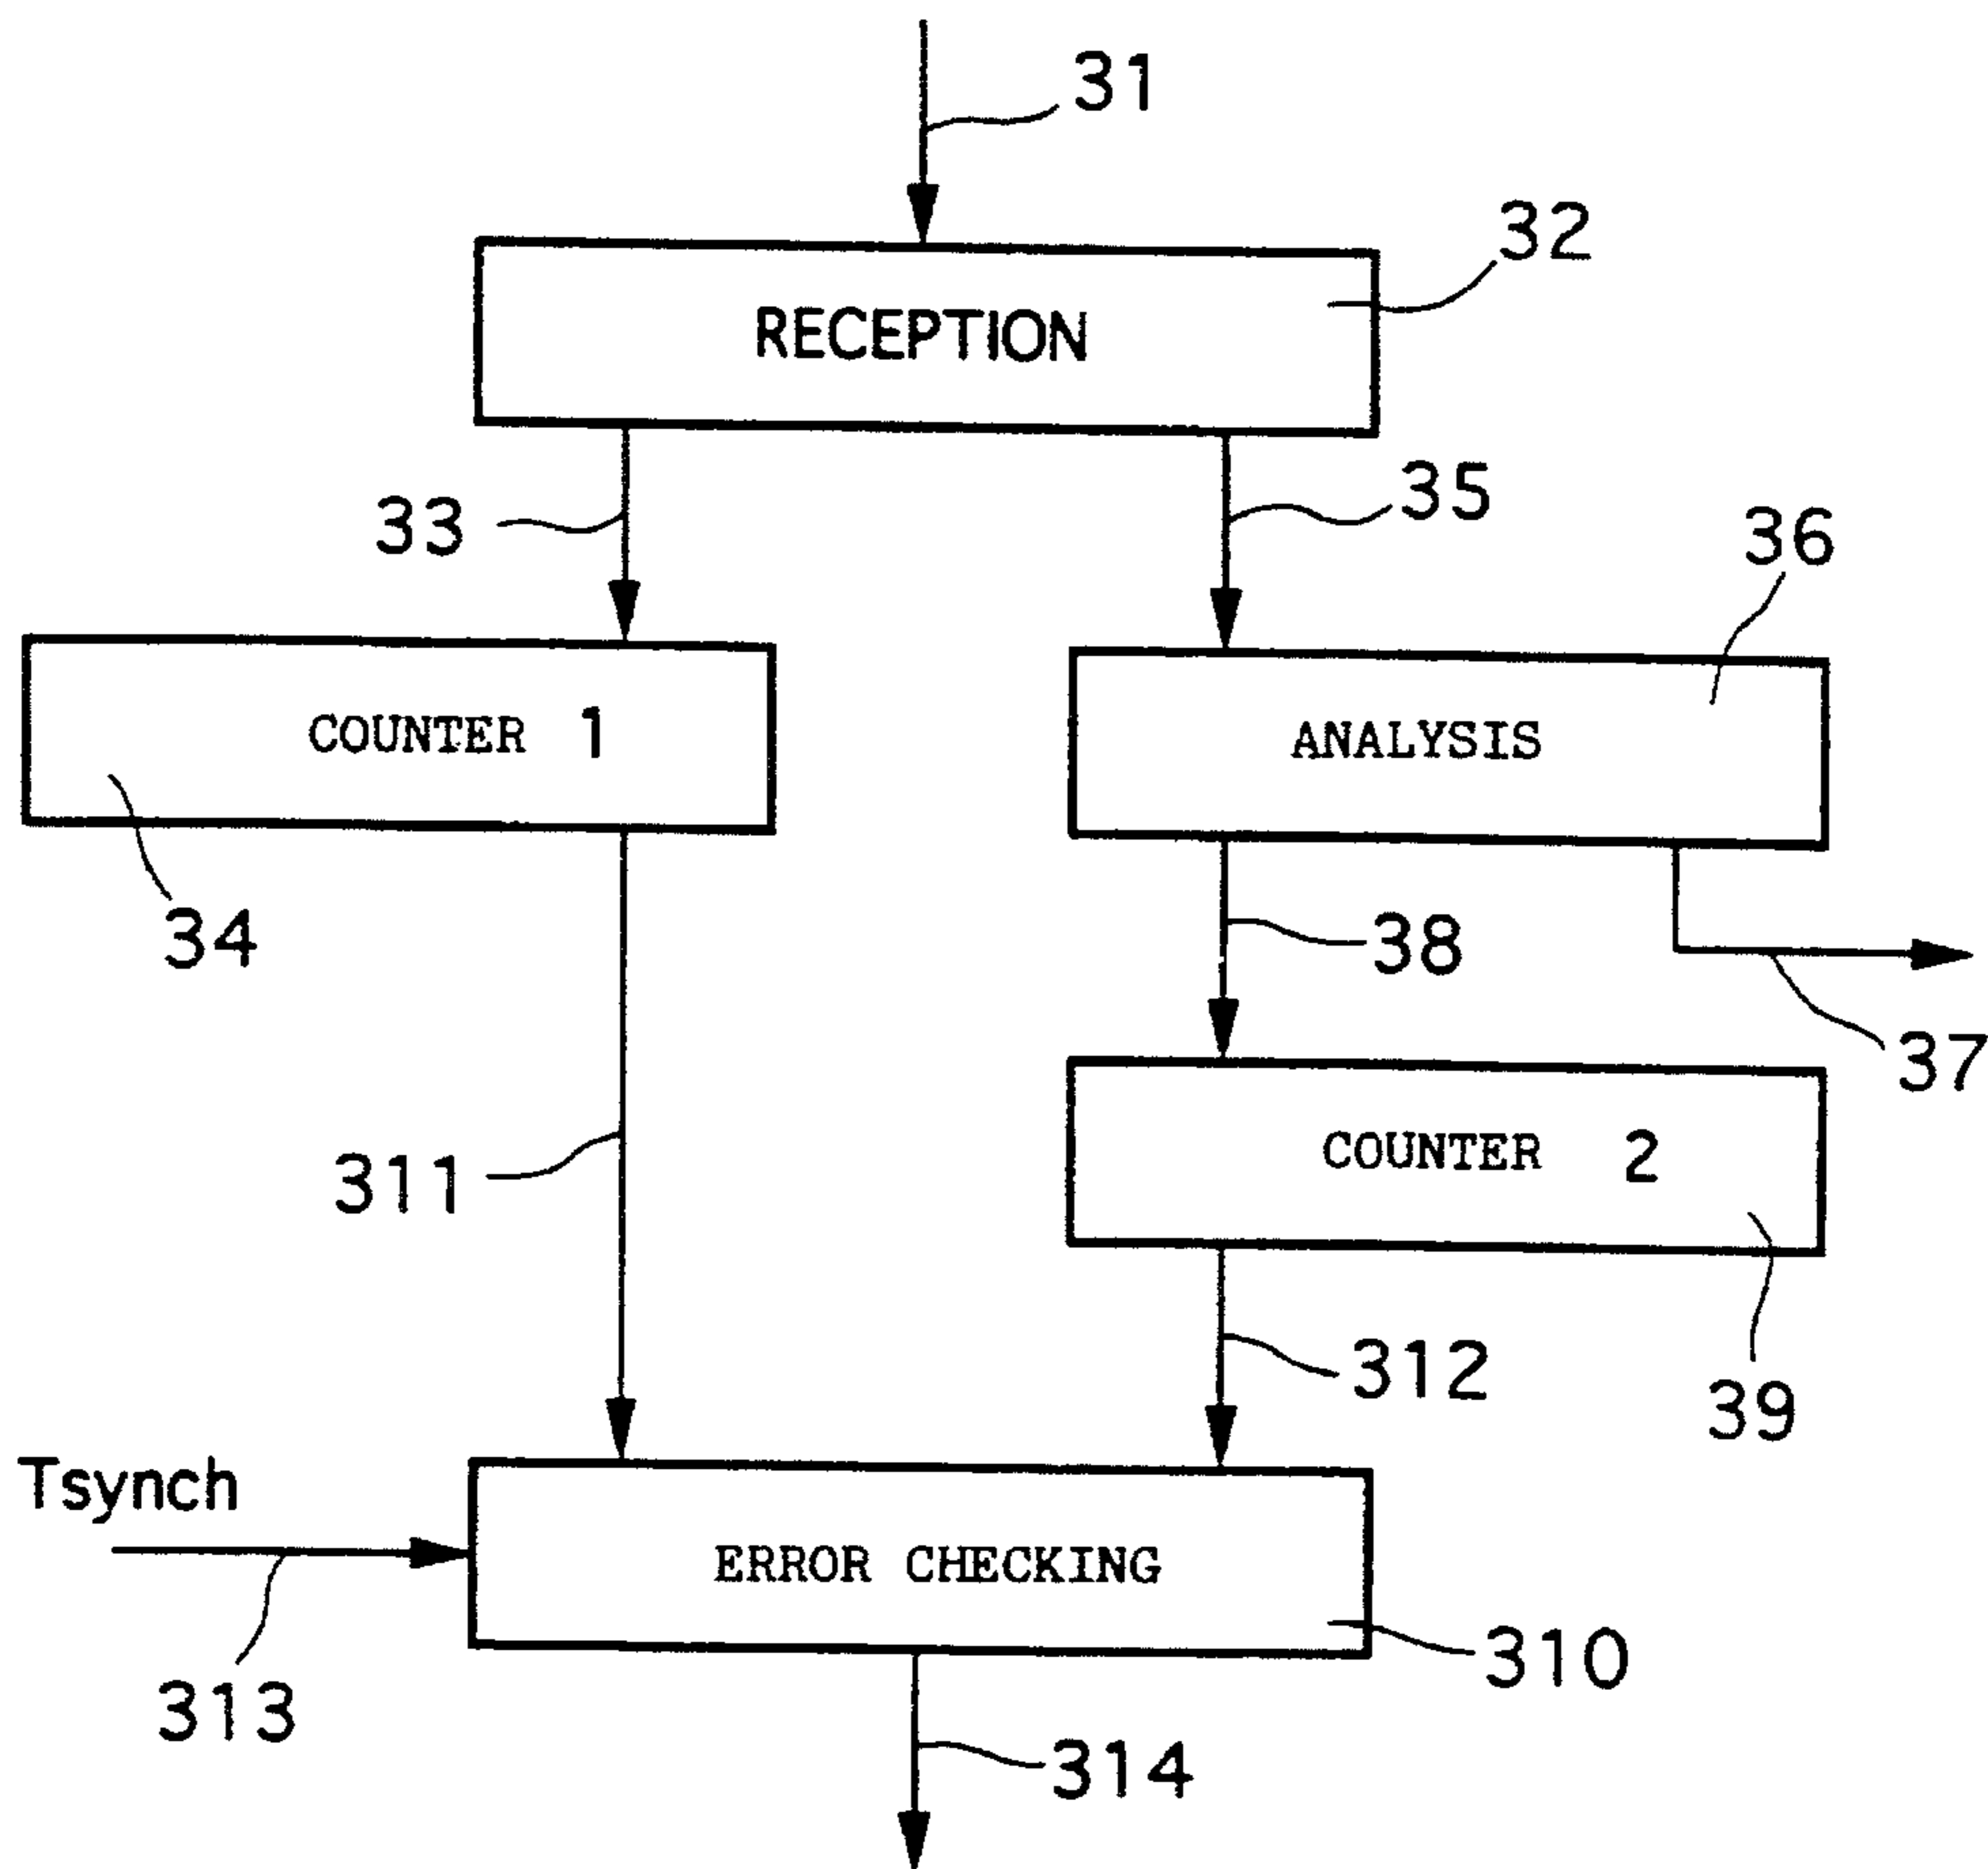 31
32
RECEPTION
33
35
36
COUNTER 1
ANALYSIS
34
38
37
COUNTER 2
311
312
39
Tsynch
ERROR CHECKING
310
313
314